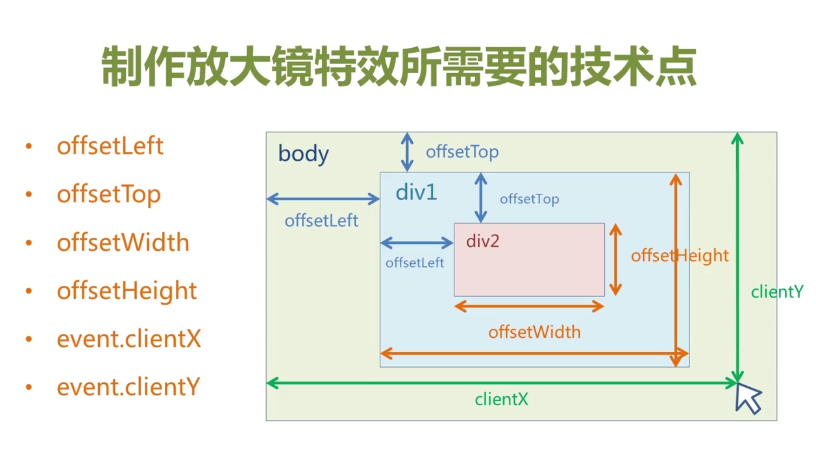 制作放大镜特效所需要的技术点
• offsetLeft
• offsetTop
• offsetWidth
• offsetHeight
• event.clientX
• event.clientY
body
offsetTop
offsetLeft
div1
offsetTop
offsetLeft
div2
offsetHeight
offsetWidth
clientY
clientX